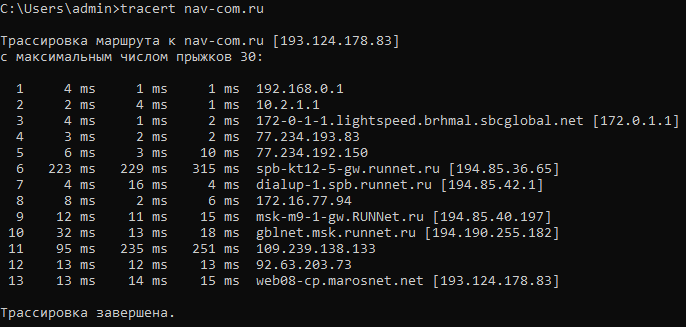 C:\Users\admin>tracert nav-com.ru
Трассировка маршрута к nav-com.ru [193.124.178.83]
с максимальным числом прыжков 30:
1 4 ms 1 ms 1 ms 192.168.0.1
2 2 ms 4 ms 1 ms 10.2.1.1
3 4 ms 1 ms 2 ms 172-0-1-1.lightspeed.brhmal.sbcglobal.net [172.0.1.1]
4 3 ms 2 ms 2 ms 77.234.193.83
5 6 ms 3 ms 10 ms 77.234.192.150
6 223 ms 229 ms 315 ms spb-kt12-5-gw.runnet.ru [194.85.36.65]
7 4 ms 16 ms 4 ms dialup-1.spb.runnet.ru [194.85.42.1]
8 8 ms 2 ms 6 ms 172.16.77.94
9 12 ms 11 ms 15 ms msk-m9-1-gw.RUNNet.ru [194.85.40.197]
10 32 ms 13 ms 18 ms gblnet.msk.runnet.ru [194.190.255.182]
11 95 ms 235 ms 251 ms 109.239.138.133
12 13 ms 12 ms 13 ms 92.63.203.73
13 13 ms 14 ms 15 ms web08-cp.marosnet.net [193.124.178.83]
Трассировка завершена.